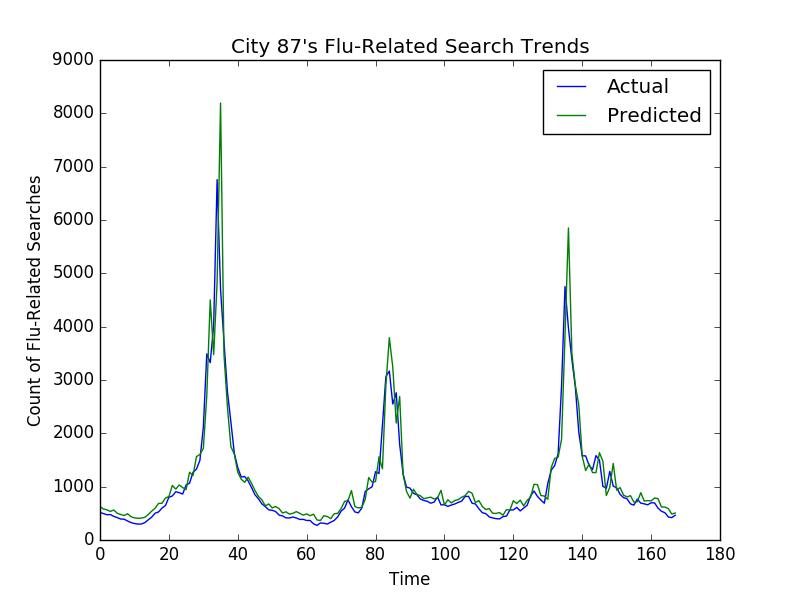 City 87's Flu-Related Search Trends
Actual
Predicted
Count of Flu-Related Searches
9000
8000
7000
6000
5000
4000
3000
2000
1000
0
0 20 40 60 80 100 120 140 160 180
Time